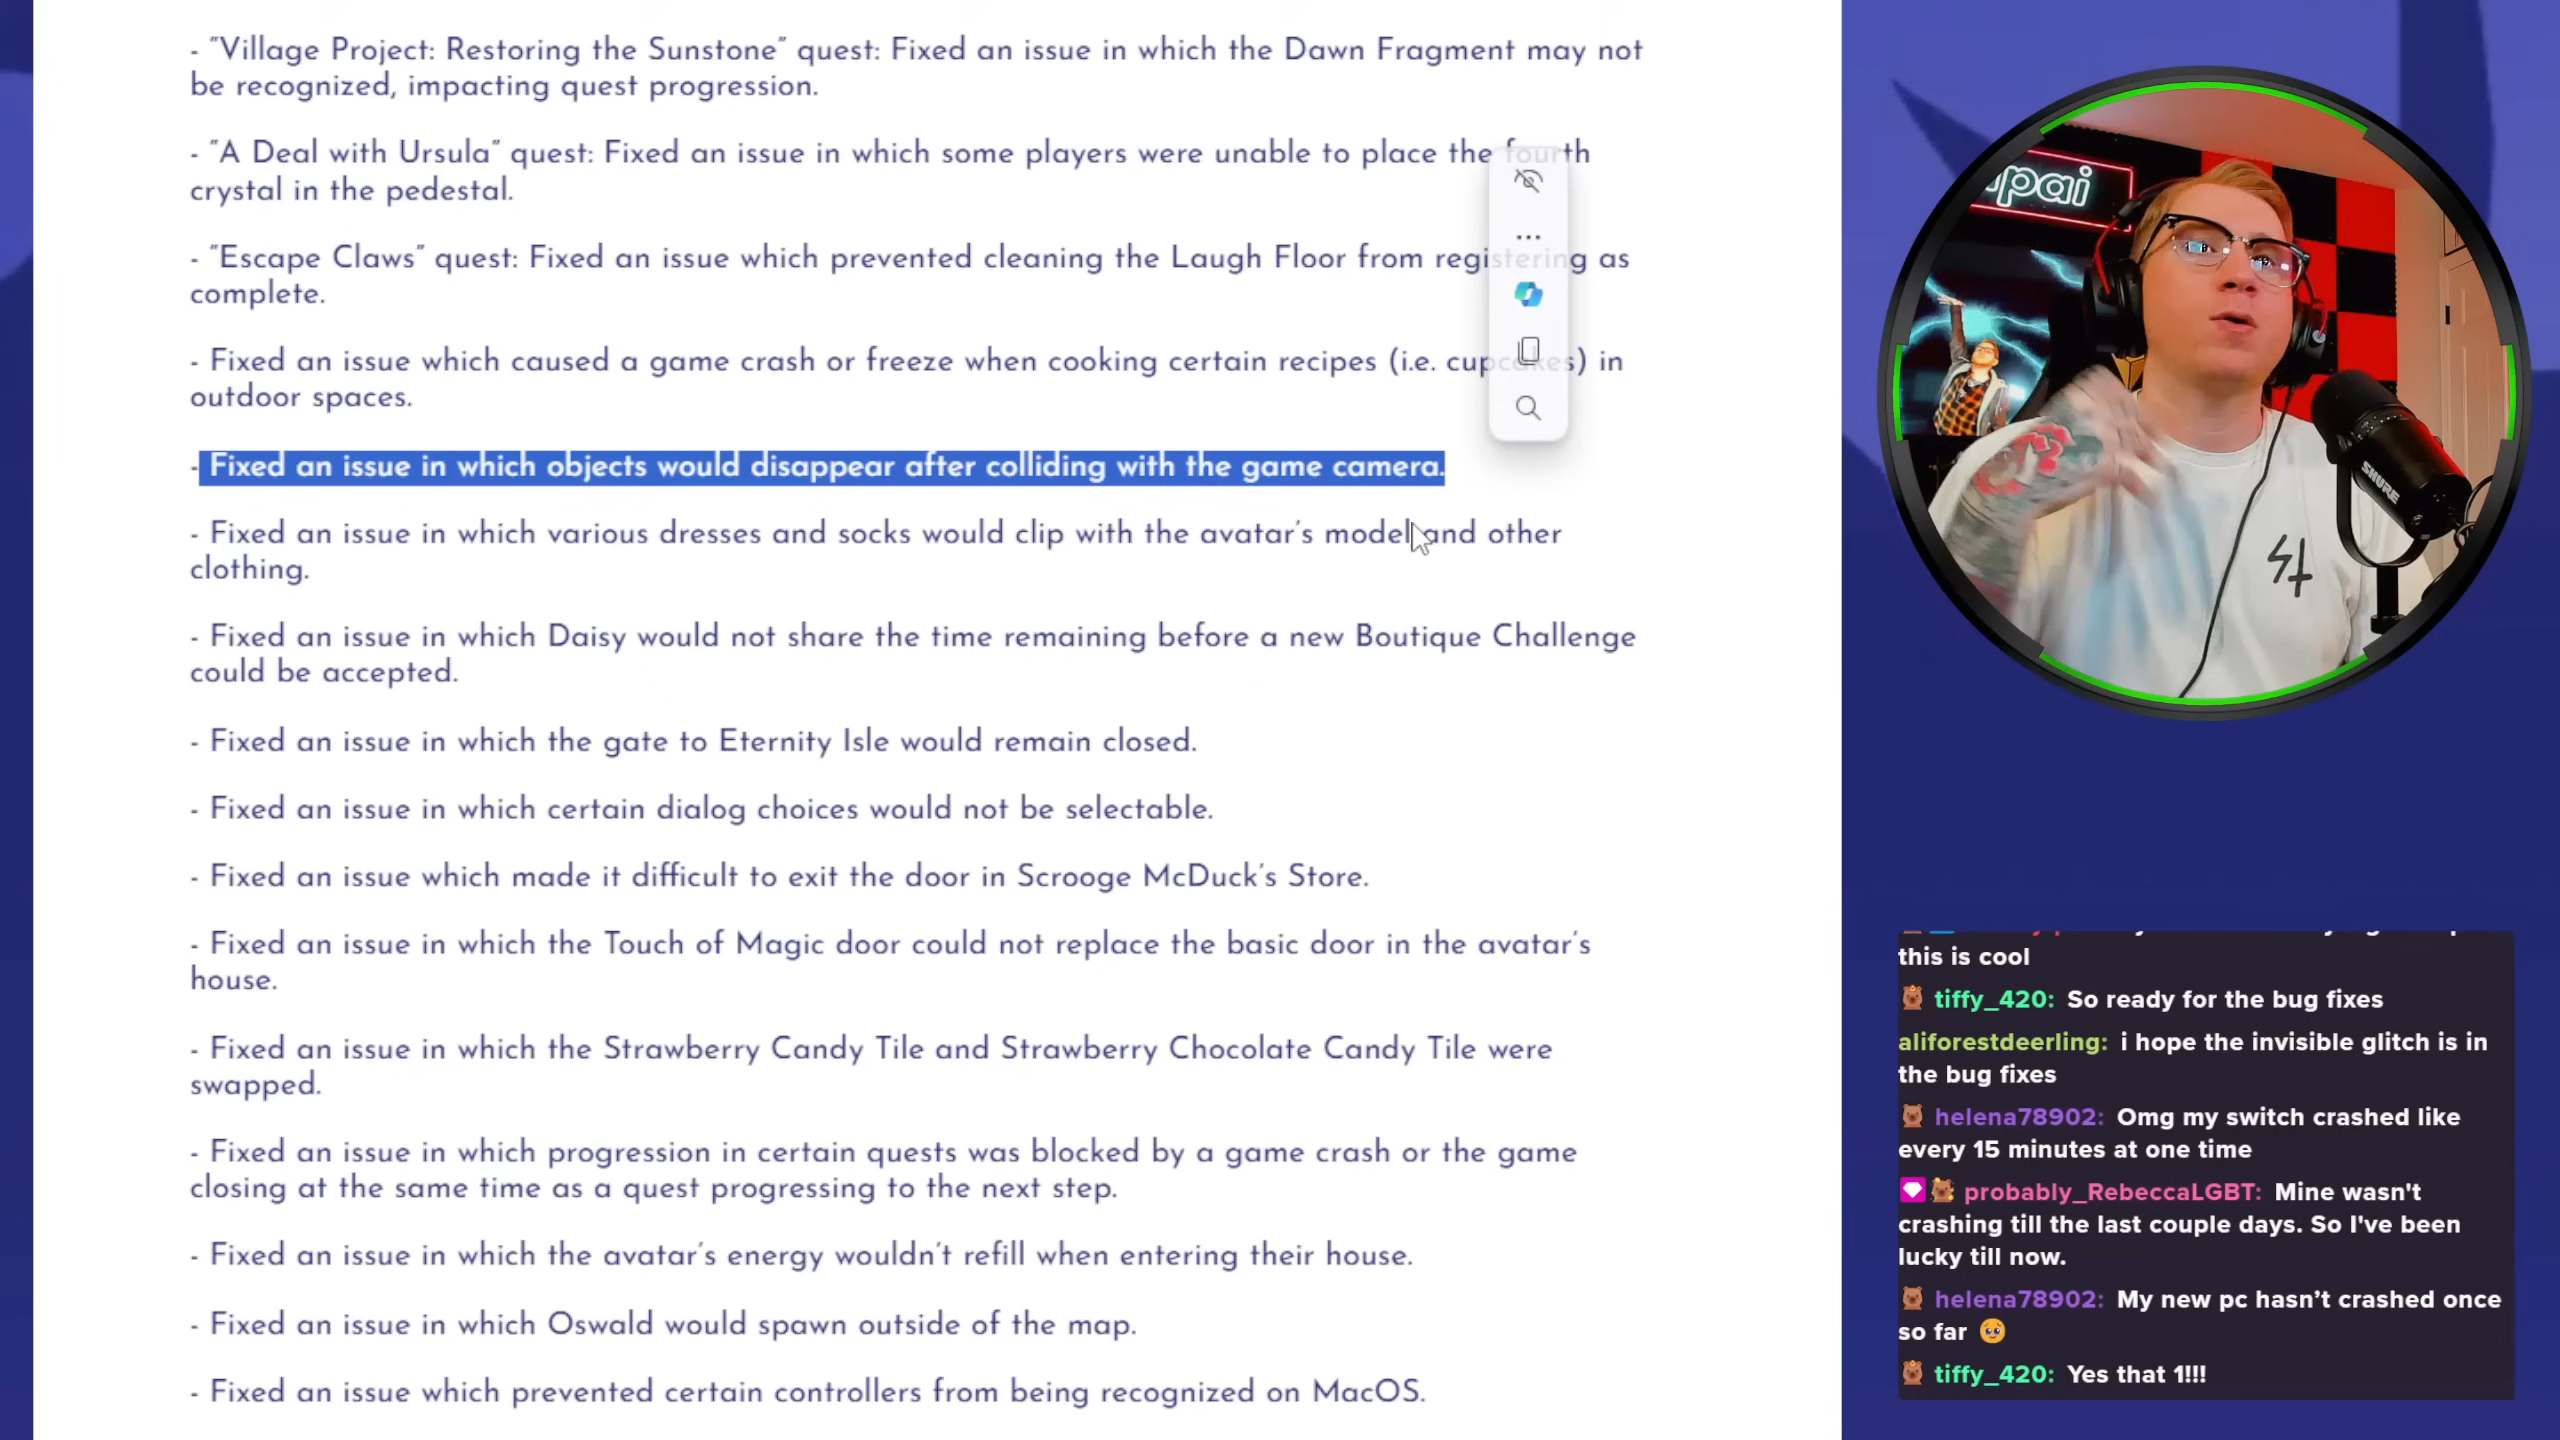 - "Village Project: Restoring the Sunstone" quest: Fixed an issue in which the Dawn Fragment may not
be recognized, impacting quest progression.
- "A Deal with Ursula" quest: Fixed an issue in which some players were unable to place the fourth
crystal in the pedestal.
- "Escape Claws" quest: Fixed an issue which prevented cleaning the Laugh Floor from registering as
complete.
- Fixed an issue which caused a game crash or freeze when cooking certain recipes (i.e. cupcakes) in
outdoor spaces.
- Fixed an issue in which objects would disappear after colliding with the game camera.
- Fixed an issue in which various dresses and socks would clip with the avatar's model and other
clothing.
- Fixed an issue in which Daisy would not share the time remaining before a new Boutique Challenge
could be accepted.
- Fixed an issue in which the gate to Eternity Isle would remain closed.
- Fixed an issue in which certain dialog choices would not be selectable.
- Fixed an issue which made it difficult to exit the door in Scrooge McDuck's Store.
- Fixed an issue in which the Touch of Magic door could not replace the basic door in the avatar's
house.
- Fixed an issue in which the Strawberry Candy Tile and Strawberry Chocolate Candy Tile were
swapped.
- Fixed an issue in which progression in certain quests was blocked by a game crash or the game
closing at the same time as a quest progressing to the next step.
- Fixed an issue in which the avatar's energy wouldn't refill when entering their house.
- Fixed an issue in which Oswald would spawn outside of the map.
- Fixed an issue which prevented certain controllers from being recognized on MacOS.
pai
SHURE
this is cool
tiffy_420: So ready for the bug fixes
aliforestdeerling: i hope the invisible glitch is in
the bug fixes
helena78902: Omg my switch crashed like
every 15 minutes at one time
probably_RebeccaLGBT: Mine wasn't
crashing till the last couple days. So I've been
lucky till now.
helena78902: My new pc hasn't crashed once
so far 🥹
tiffy_420: Yes that 1!!!